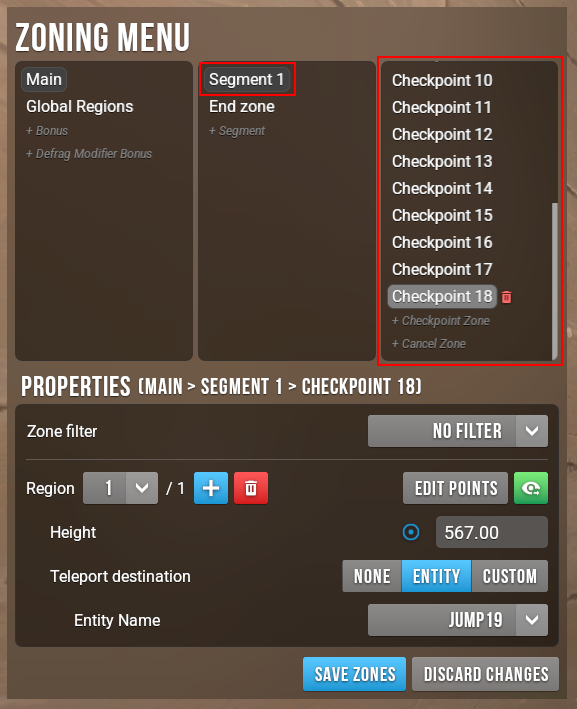 ZONING MENU
Main
Global Regions
+ Bonus
+ Defrag Modifier Bonus
Segment 1
End zone
+ Segment
Checkpoint 10
Checkpoint 11
Checkpoint 12
Checkpoint 13
Checkpoint 14
Checkpoint 15
Checkpoint 16
Checkpoint 17
Checkpoint 18
+ Checkpoint Zone
+ Cancel Zone
PROPERTIES (MAIN > SEGMENT 1 > CHECKPOINT 18)
Zone filter NO FILTER
Region 1 / 1 EDIT POINTS
Height 567.00
Teleport destination NONE ENTITY CUSTOM
Entity Name JUMP19
SAVE ZONES DISCARD CHANGES